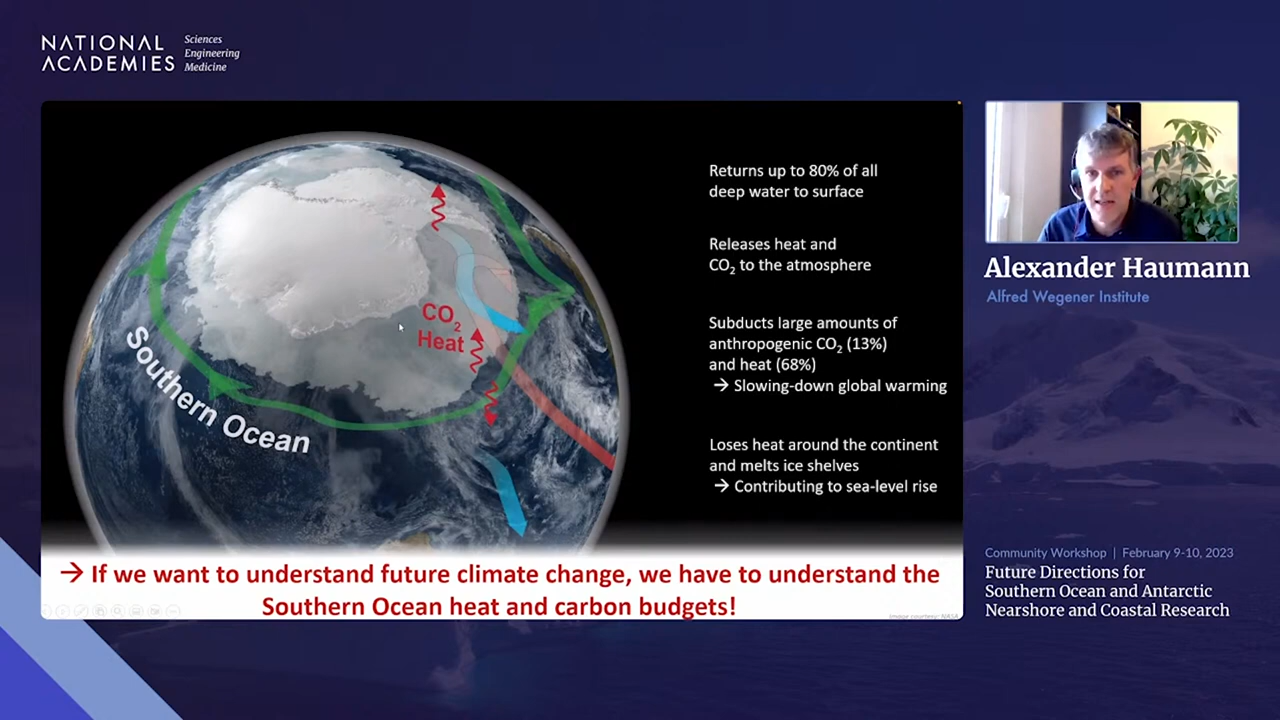 NATIONAL
ACADEMIES
Sciences
Engineering
Medicine
Southern Ocean
CO2
Heat
Returns up to 80% of all
deep water to surface
Releases heat and
CO2 to the atmosphere
Subducts large amounts of
anthropogenic CO2 (13%)
and heat (68%)
→ Slowing-down global warming
Loses heat around the continent
and melts ice shelves
→ Contributing to sea-level rise
→ If we want to understand future climate change, we have to understand the
Southern Ocean heat and carbon budgets!
Image courtesy: NASA
Alexander Haumann
Alfred Wegener Institute
Community Workshop | February 9-10, 2023
Future Directions for
Southern Ocean and Antarctic
Nearshore and Coastal Research